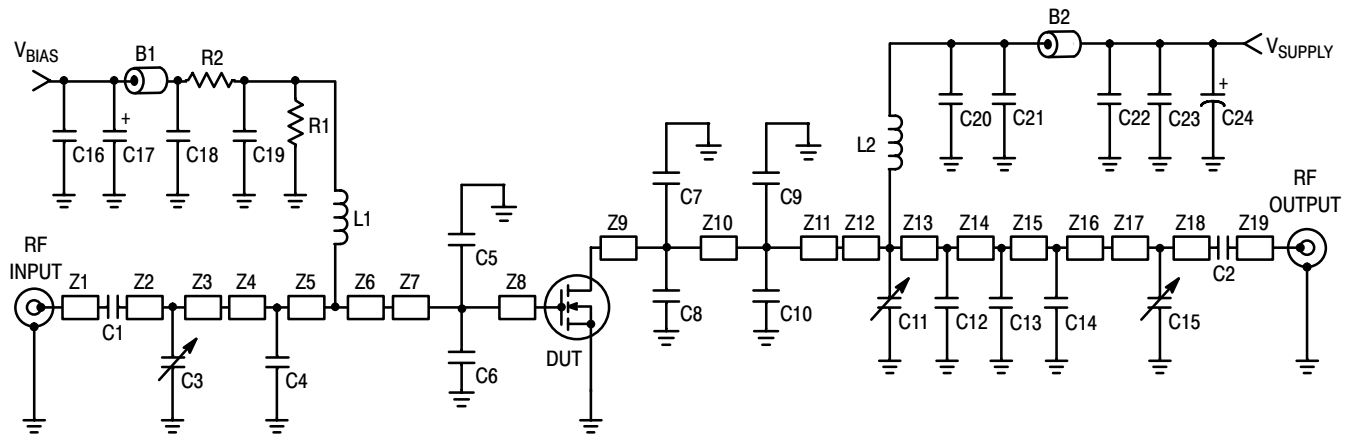 VBIAS
B1
R2
R1
C16
+
C17
C18
C19
L1
RF
INPUT
Z1
C1
Z2
C3
Z3
Z4
C4
Z5
Z6
Z7
C5
C6
Z8
DUT
Z9
C7
C8
Z10
C9
C10
Z11
Z12
L2
C20
C21
B2
C22
C23
+
C24
VSUPPLY
C11
Z13
C12
Z14
C13
Z15
C14
Z16
Z17
C15
Z18
C2
Z19
RF
OUTPUT